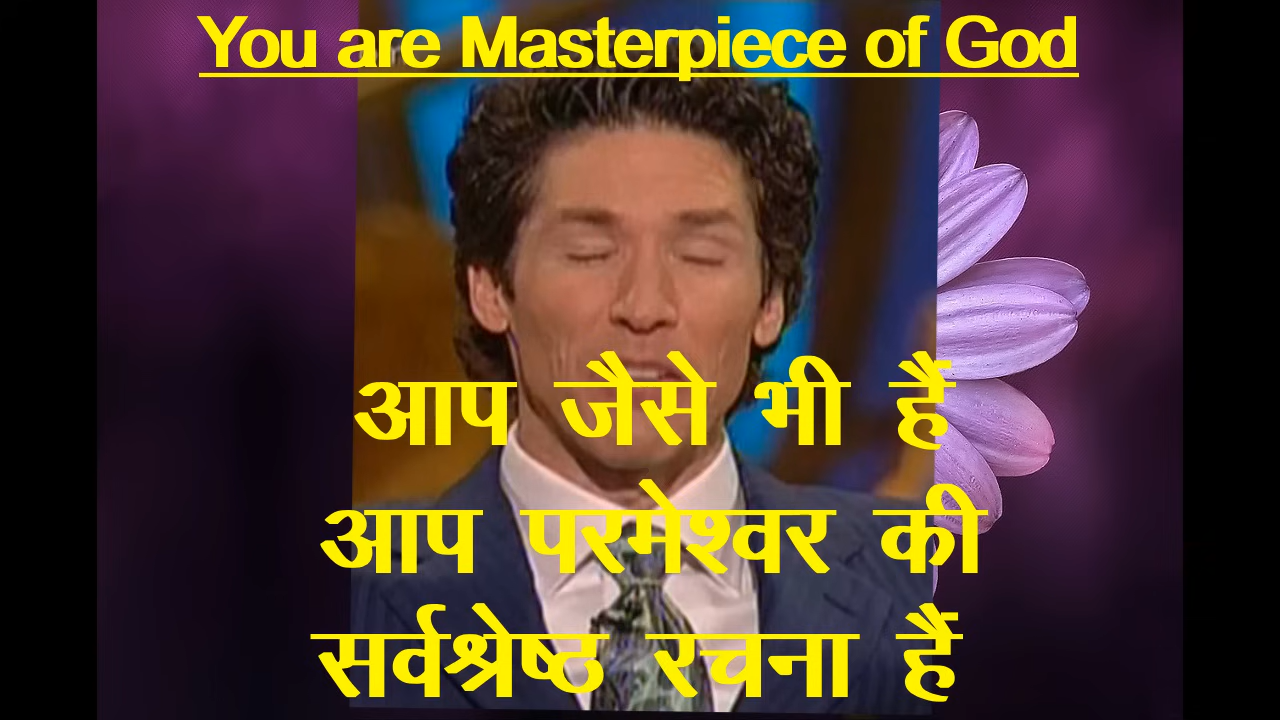 You are Masterpiece of God
आप जैसे भी हैं
आप परमेश्वर की
सर्वश्रेष्ठ रचना हैं